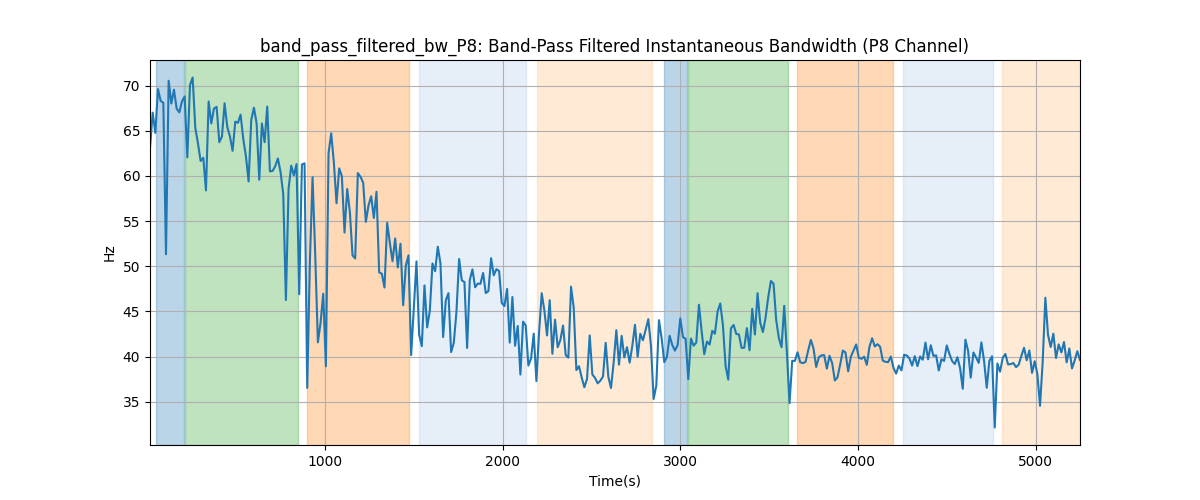 band_pass_filtered_bw_P8: Band-Pass Filtered Instantaneous Bandwidth (P8 Channel)
70
65
60
55
50
45
40
35
Hz
1000 2000 3000 4000 5000
Time(s)